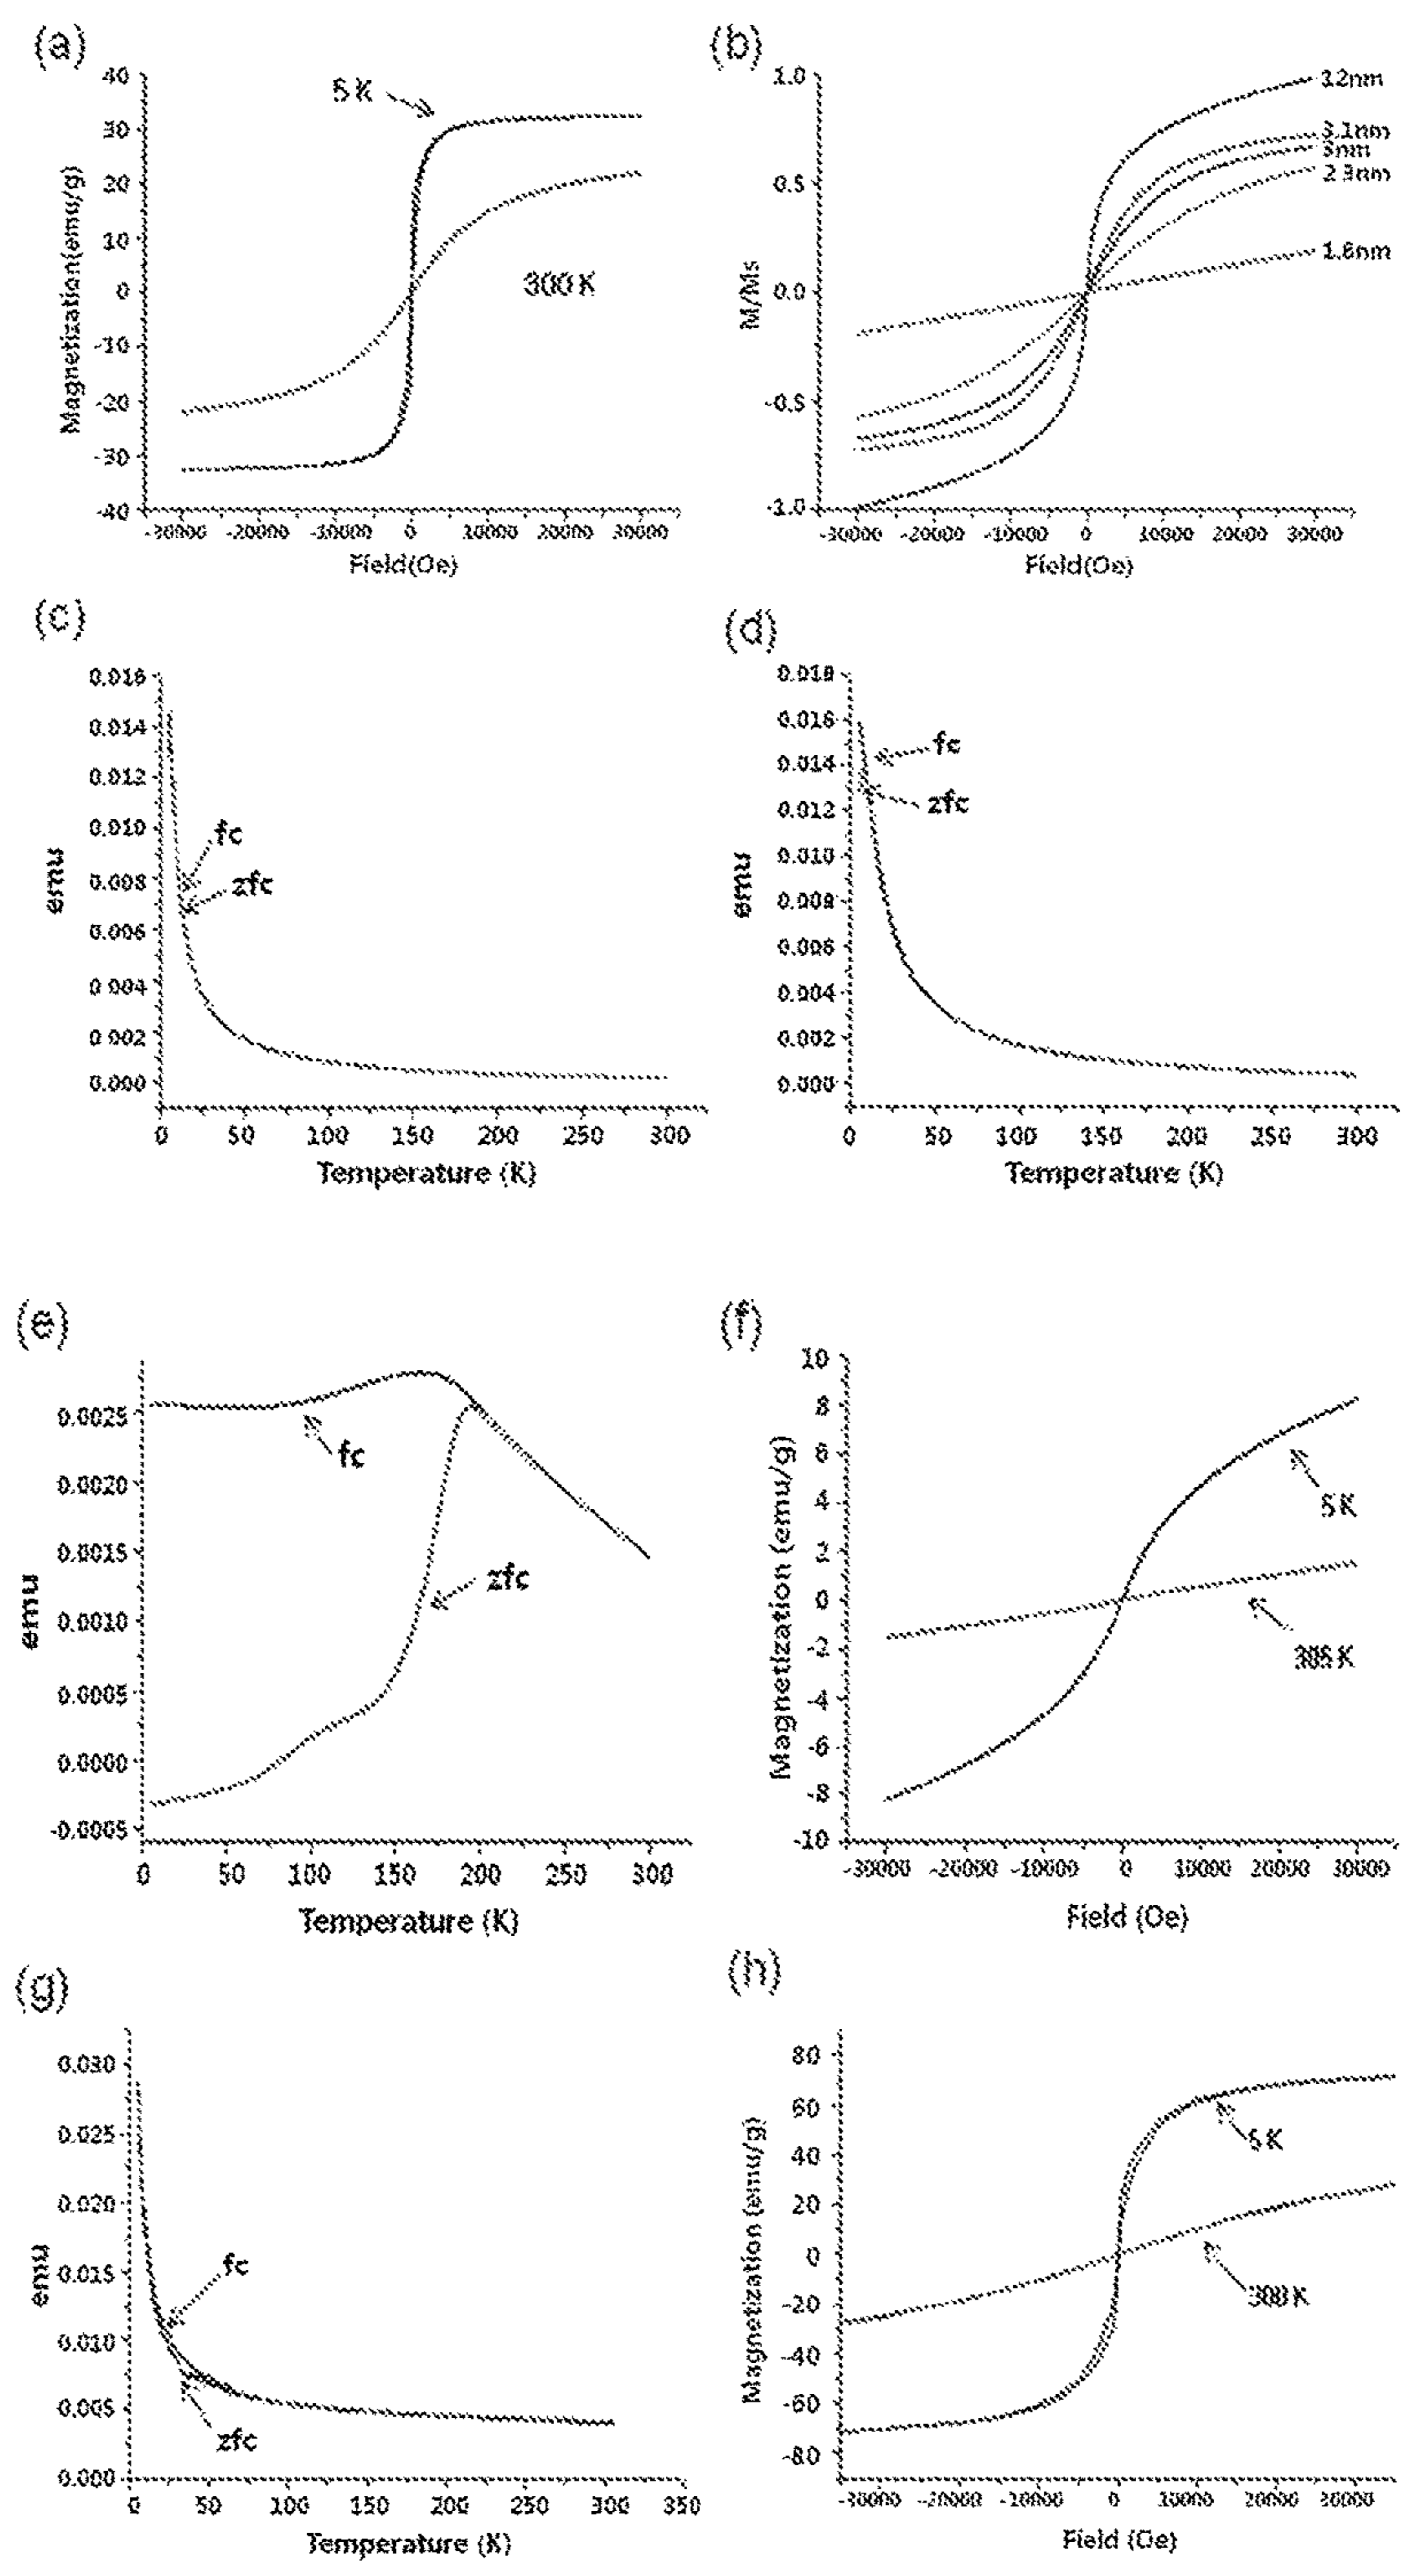 (a)
40
30
20
10
0
-10
-20
-30
-40
Magnetization(emu/g)
5 K
300 K
-30000 -20000 -10000 0 10000 20000 30000
Field(Oe)
(b)
1.0
0.5
0.0
-0.5
-1.0
M/Ms
12nm
3.1nm
3nm
2.3nm
-30000 -20000 -10000 0 10000 20000 30000
Field(Oe)
(c)
0.016
0.014
0.012
0.010
0.008
0.006
0.004
0.002
0.000
emu
fc
zfc
0 50 100 150 200 250 300
Temperature (K)
(d)
0.018
0.016
0.014
0.012
0.010
0.008
0.006
0.004
0.002
0.000
emu
fc
zfc
0 50 100 150 200 250 300
Temperature (K)
(e)
0.0025
0.0020
0.0015
0.0010
0.0005
0.0000
-0.0005
emu
fc
zfc
0 50 100 150 200 250 300
Temperature (K)
(f)
10
8
6
4
2
0
-2
-4
-6
-8
-10
Magnetization (emu/g)
5 K
-30000 -20000 -10000 0 10000 20000 30000
Field (Oe)
(g)
0.030
0.025
0.020
0.015
0.010
0.005
0.000
emu
fc
zfc
0 50 100 150 200 250 300 350
Temperature (K)
(h)
80
60
40
20
0
-20
-40
-60
-80
Magnetization (emu/g)
5 K
300 K
-30000 -20000 -10000 0 10000 20000 30000
Field (Oe)